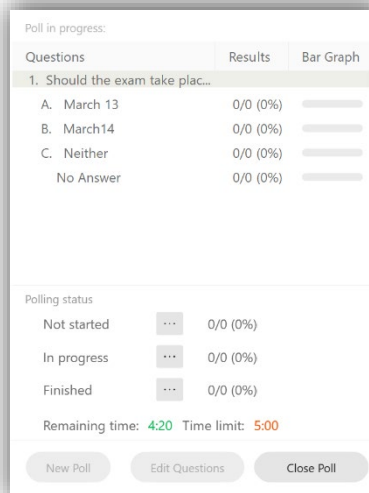 Poll in progress:
Questions Results Bar Graph
1. Should the exam take plac...
A. March 13 0/0 (0%)
B. March14 0/0 (0%)
C. Neither 0/0 (0%)
No Answer 0/0 (0%)
Polling status
Not started ... 0/0 (0%)
In progress ... 0/0 (0%)
Finished ... 0/0 (0%)
Remaining time: 4:20 Time limit: 5:00
New Poll Edit Questions Close Poll